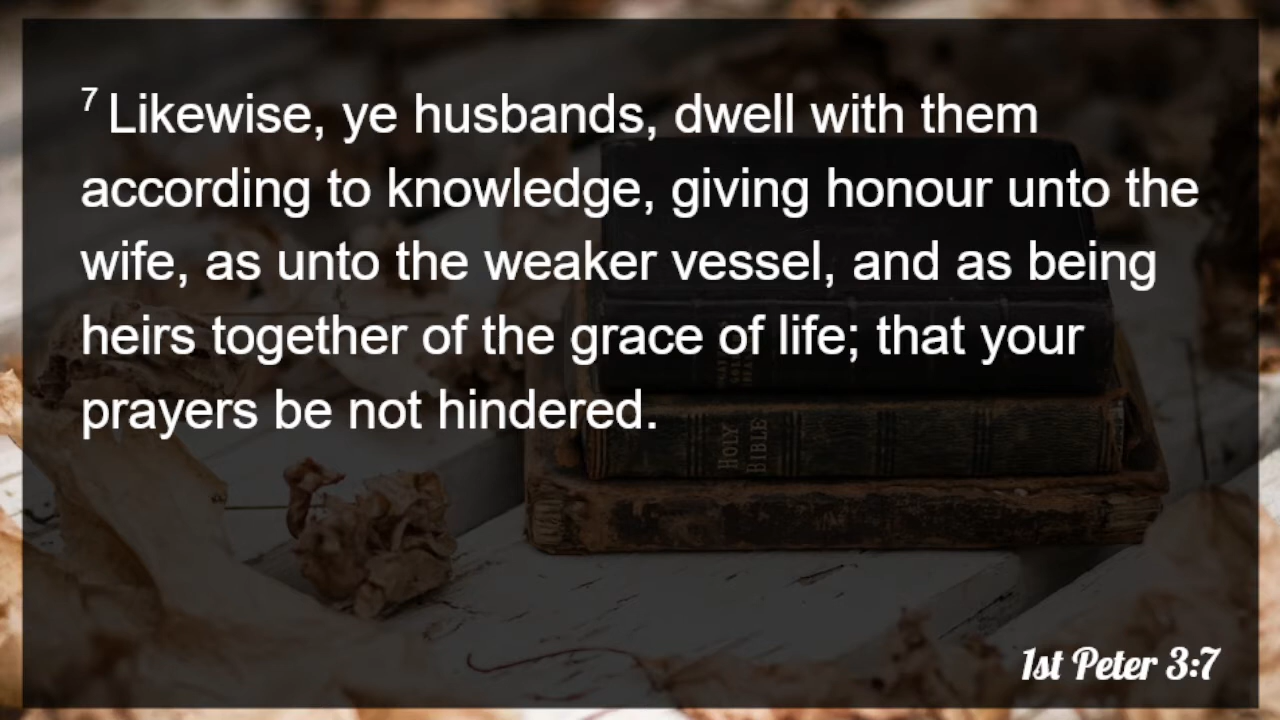 7 Likewise, ye husbands, dwell with them
according to knowledge, giving honour unto the
wife, as unto the weaker vessel, and as being
heirs together of the grace of life; that your
prayers be not hindered.
HOLY
BIBLE
1st Peter 3:7